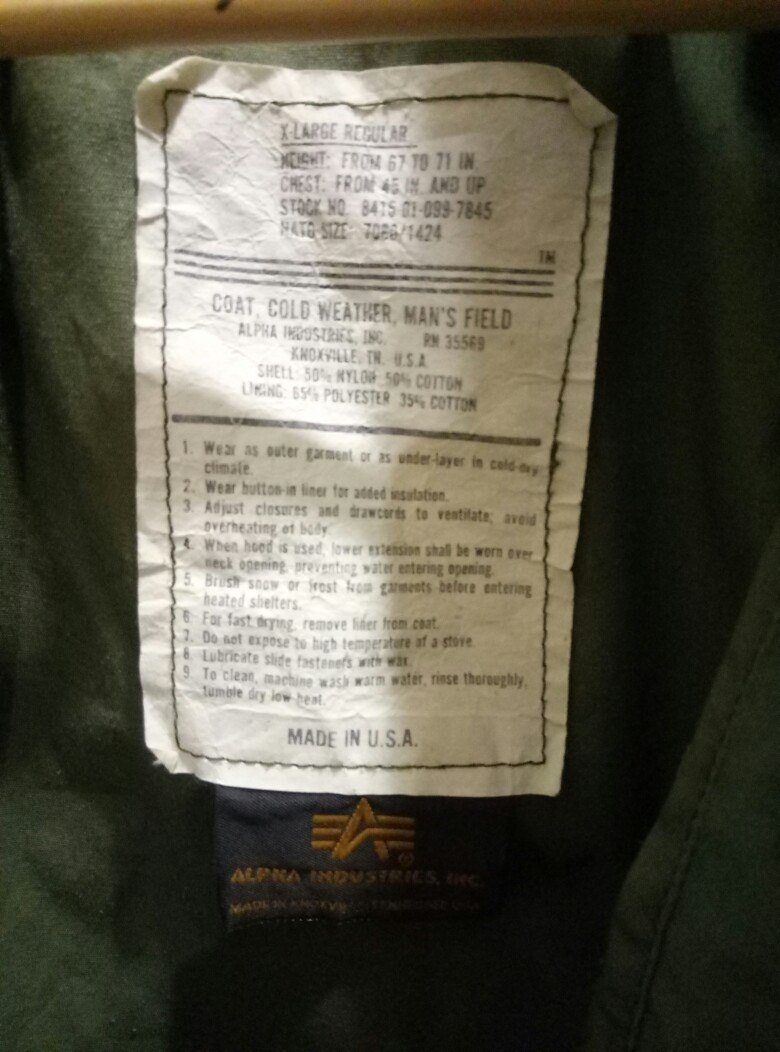 X-LARGE REGULAR
HEIGHT: FROM 67 TO 71 IN
CHEST: FROM 45 IN. AND UP
STOCK NO. 8415-01-099-7845
NATO SIZE: 7080/1424
TM
COAT, COLD WEATHER, MAN'S FIELD
ALPHA INDUSTRIES, INC. RN 35569
KNOXVILLE, TN. U.S.A.
SHELL: 50% NYLON 50% COTTON
LINING: 65% POLYESTER 35% COTTON
1. Wear as outer garment or as under-layer in cold-dry
climate.
2. Wear button-in liner for added insulation.
3. Adjust closures and drawcords to ventilate; avoid
overheating of body.
4. When hood is used, lower extension shall be worn over
neck opening, preventing water entering opening.
5. Brush snow or frost from garments before entering
heated shelters.
6. For fast drying, remove liner from coat.
7. Do not expose to high temperature of a stove.
8. Lubricate slide fasteners with wax.
9. To clean, machine wash warm water, rinse thoroughly,
tumble dry low heat.
MADE IN U.S.A.
A
®
ALPHA INDUSTRIES, INC.
MADE IN KNOXVILLE, TENNESSEE USA